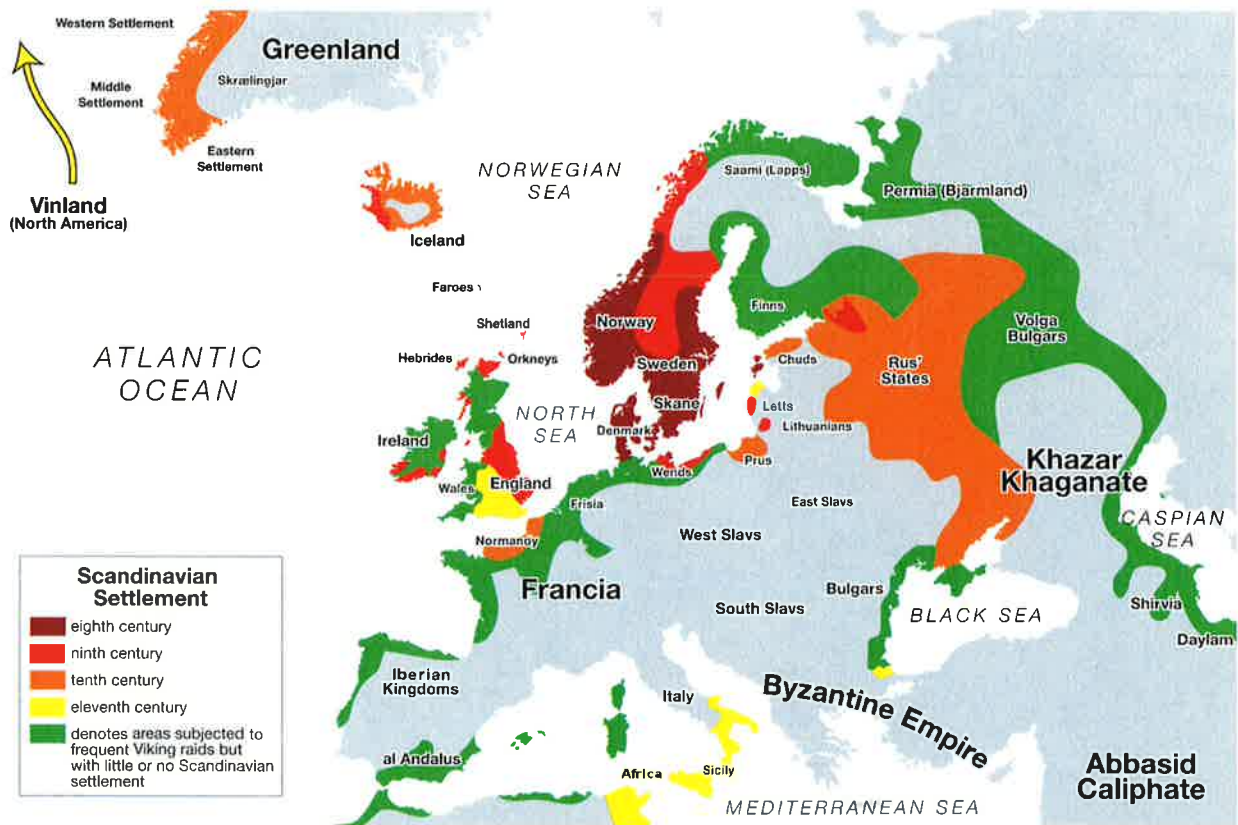 Western Settlement
Greenland
Skrælingjar
Middle
Settlement
Eastern
Settlement
Vinland
(North America)
NORWEGIAN
SEA
Saami (Lapps)
Permia (Bjarmland)
Iceland
Faroes
Shetland
Hebrides
Orkneys
Norway
Finns
Volga
Bulgars
ATLANTIC
OCEAN
Sweden
Chuds
Rus'
States
Skane
NORTH
SEA
Letts
Denmark
Lithuanians
Ireland
Prus
Wends
Wales
England
Khazar
Khaganate
Frisia
East Slavs
CASPIAN
SEA
Normanoy
West Slavs
Scandinavian
Settlement
eighth century
ninth century
tenth century
eleventh century
denotes areas subjected to
frequent Viking raids but
with little or no Scandinavian
settlement
Francia
Bulgars
South Slavs
BLACK SEA
Shirvia
Daylam
Iberian
Kingdoms
Italy
Byzantine Empire
al Andalus
Africa
Sicily
Abbasid
Caliphate
MEDITERRANEAN SEA